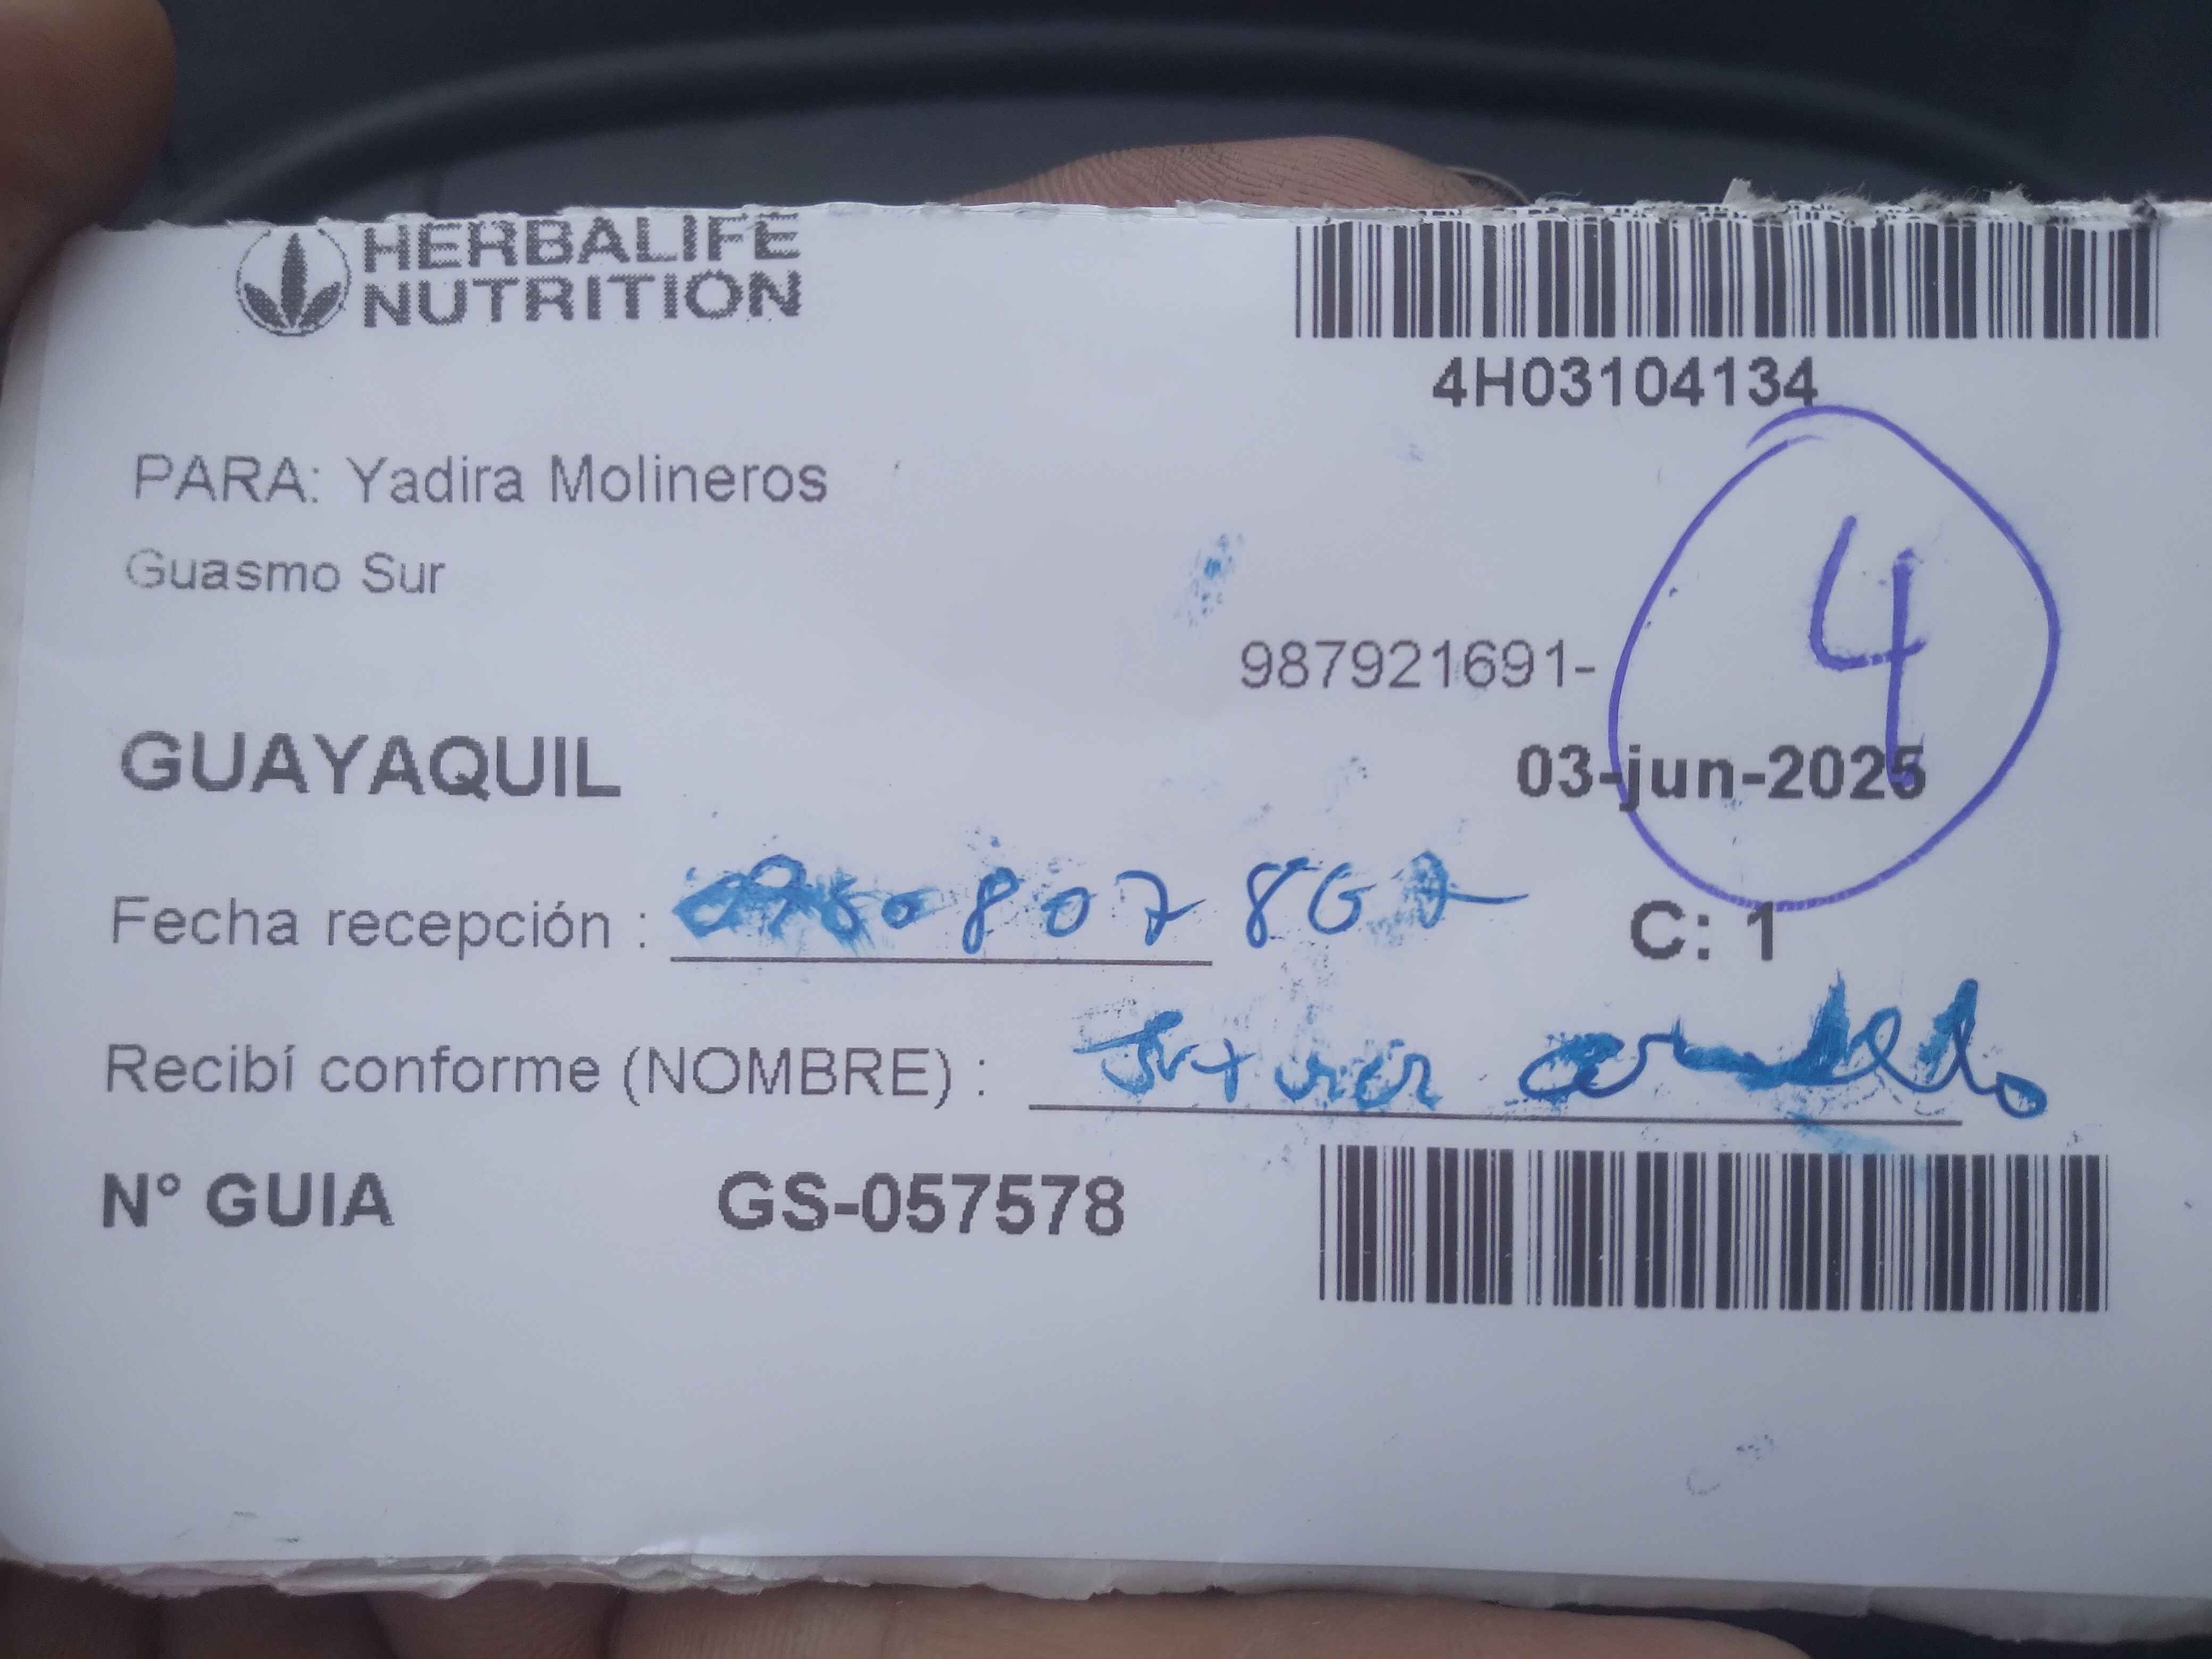 HERBALIFE
NUTRITION
4H03104134
PARA: Yadira Molineros
Guasmo Sur
4
987921691-
GUAYAQUIL
03-jun-2025
Fecha recepción :
C: 1
Recibí conforme (NOMBRE) :
N° GUIA GS-057578